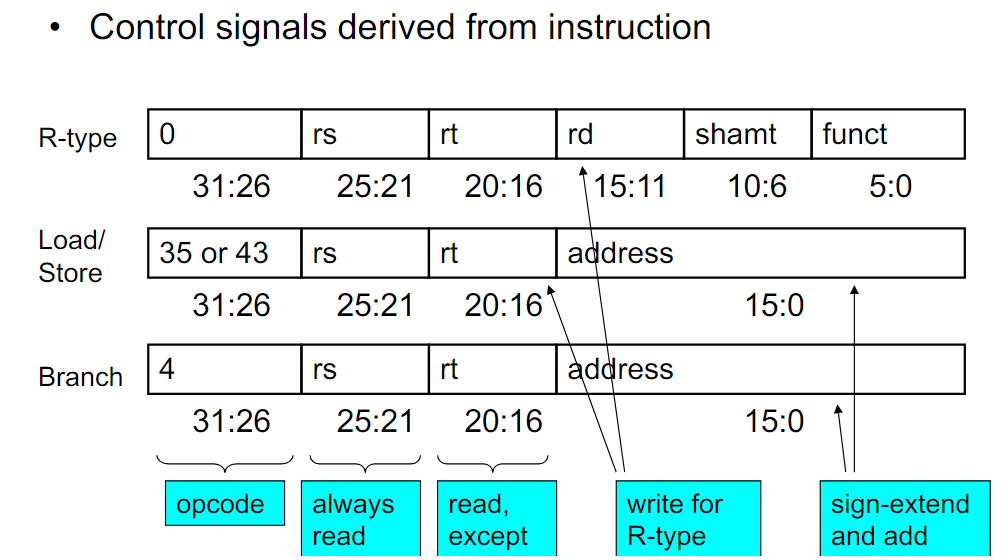 • Control signals derived from instruction
R-type 0 rs rt rd shamt funct
31:26 25:21 20:16 15:11 10:6 5:0
Load/
Store 35 or 43 rs rt address
31:26 25:21 20:16 15:0
Branch 4 rs rt address
31:26 25:21 20:16 15:0
opcode
always
read
read,
except
write for
R-type
sign-extend
and add